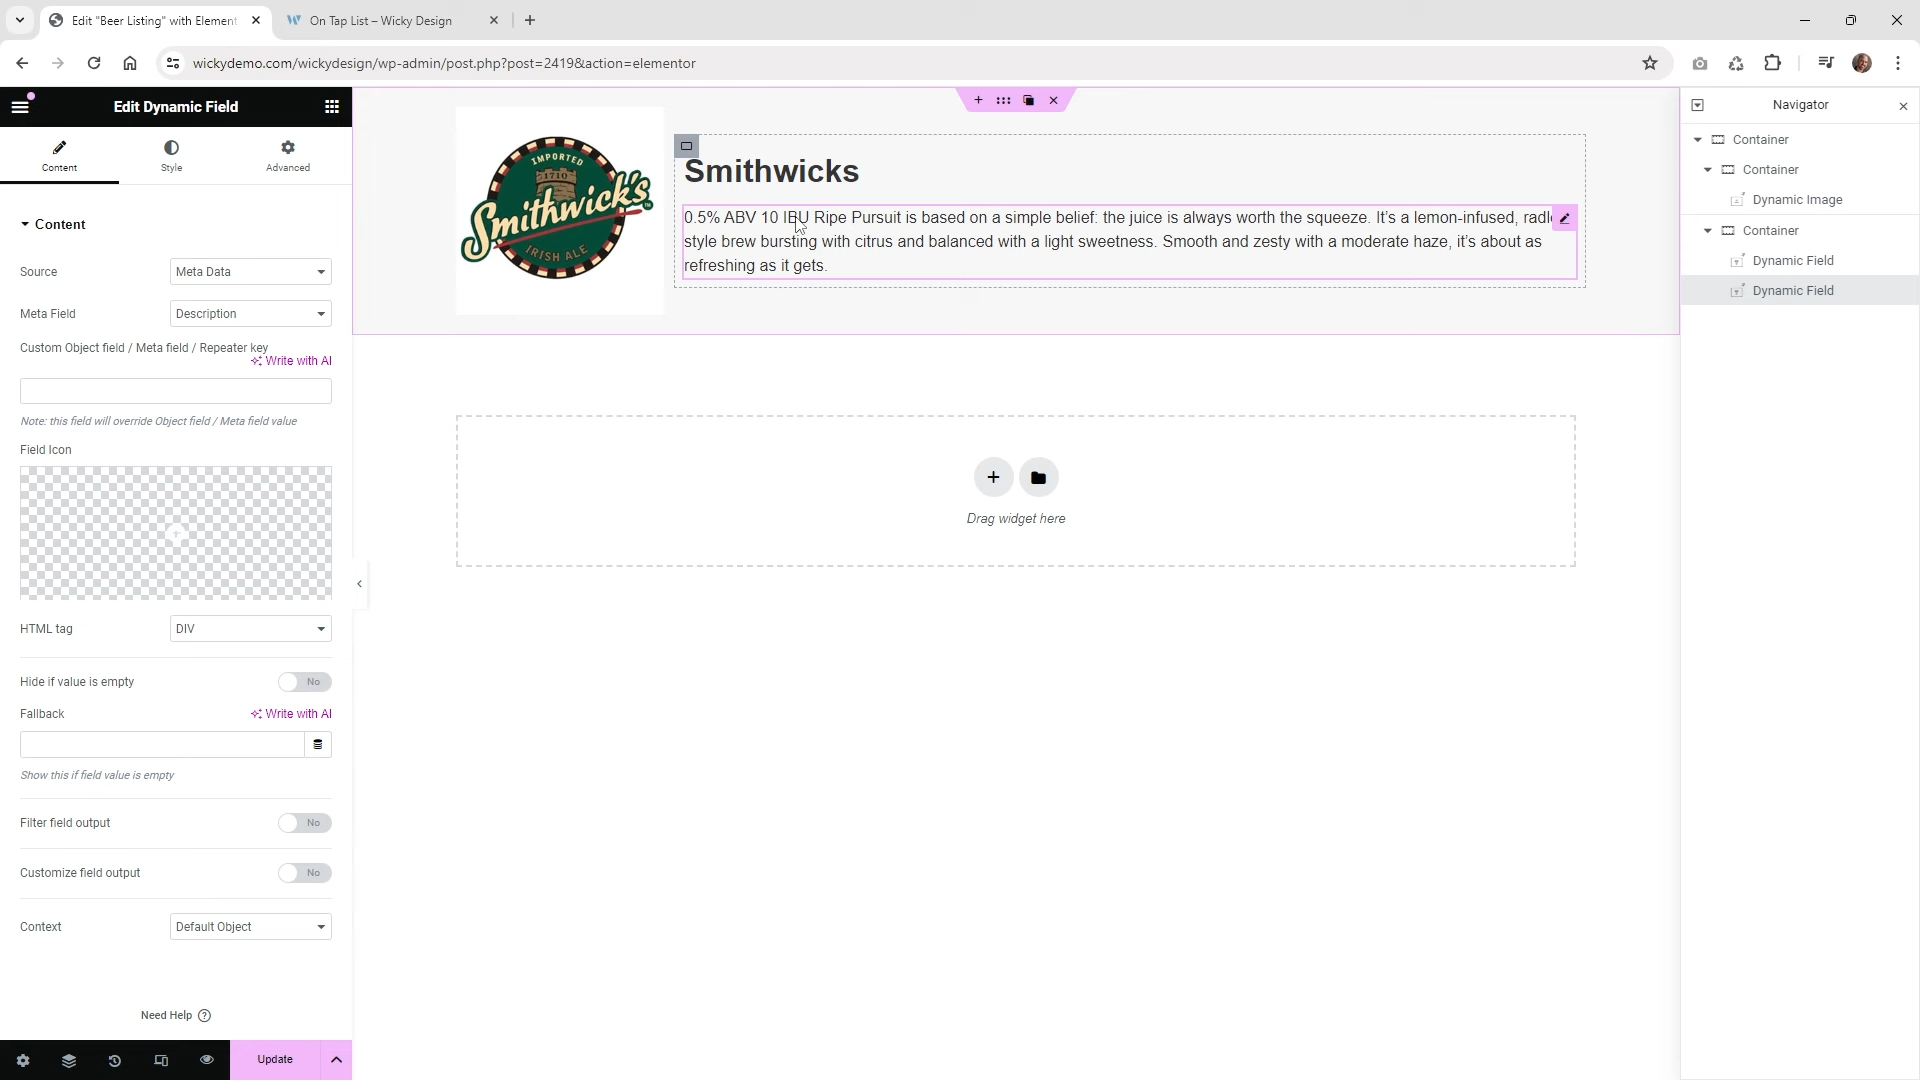 Edit "Beer Listing" with Element
On Tap List – Wicky Design
wickydemo.com/wickydesign/wp-admin/post.php?post=2419&action=elementor
Edit Dynamic Field
Content
Style
Advanced
Content
Source
Meta Data
Meta Field
Description
Custom Object field / Meta field / Repeater key
Write with AI
Note: this field will override Object field / Meta field value
Field Icon
HTML tag
DIV
Hide if value is empty
No
Fallback
Write with AI
Show this if field value is empty
Filter field output
No
Customize field output
No
Context
Default Object
Need Help
Update
IMPORTED
1710
Smithwick's
IRISH ALE
Smithwicks
0.5% ABV 10 IBU Ripe Pursuit is based on a simple belief: the juice is always worth the squeeze. It's a lemon-infused, radl
style brew bursting with citrus and balanced with a light sweetness. Smooth and zesty with a moderate haze, it's about as
refreshing as it gets.
Drag widget here
Navigator
Container
Container
Dynamic Image
Container
Dynamic Field
Dynamic Field